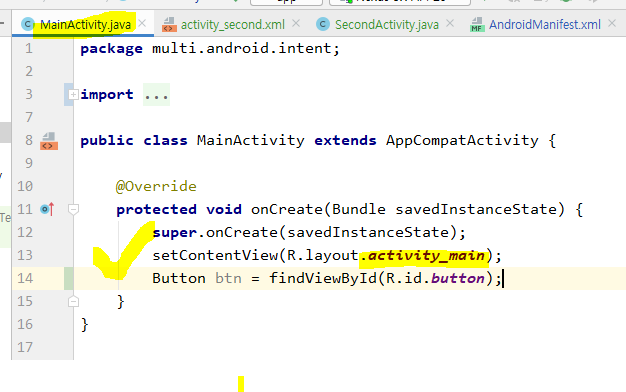 app
MainActivity.java activity_second.xml SecondActivity.java AndroidManifest.xml
1 package multi.android.intent;
2
3 import ...
7
8 public class MainActivity extends AppCompatActivity {
9
10 @Override
11 protected void onCreate(Bundle savedInstanceState) {
12 super.onCreate(savedInstanceState);
13 setContentView(R.layout.activity_main);
14 Button btn = findViewById(R.id.button);
15 }
16 }
17